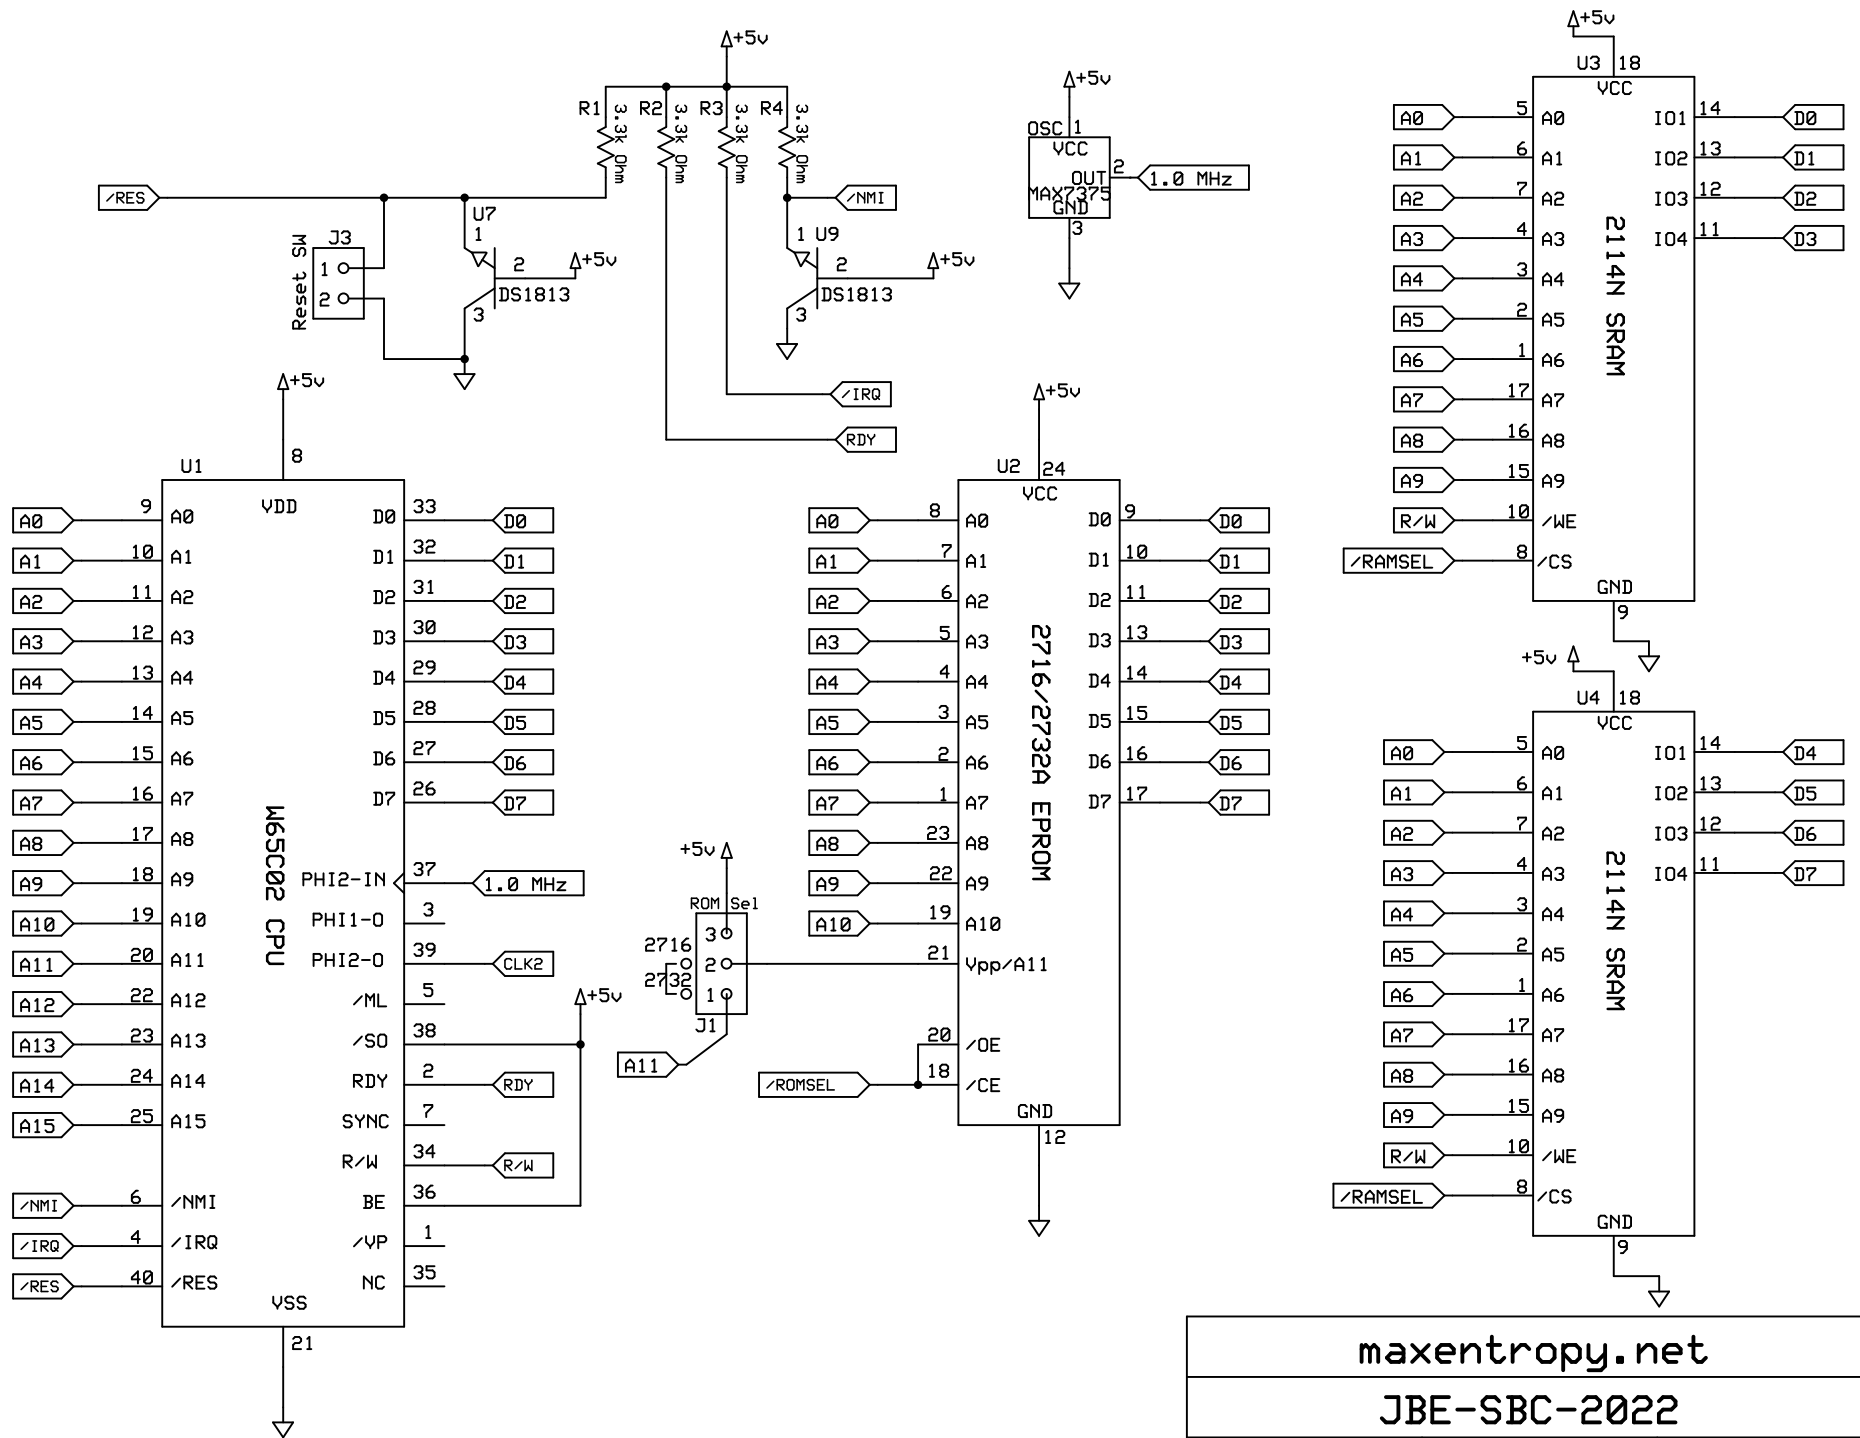 +5v
R1 3.3k Ohm
R2 3.3k Ohm
R3 3.3k Ohm
R4 3.3k Ohm
/RES
/NMI
U7
1
2
3
+5v
DS1813
J3
1
2
Reset SW
1 U9
2
3
+5v
DS1813
/IRQ
RDY
+5v
OSC 1
VCC
OUT 2
1.0 MHz
MAX7375
GND
3
+5v
8
U1
VDD
W65C02 CPU
A0 9 A0
A1 10 A1
A2 11 A2
A3 12 A3
A4 13 A4
A5 14 A5
A6 15 A6
A7 16 A7
A8 17 A8
A9 18 A9
A10 19 A10
A11 20 A11
A12 22 A12
A13 23 A13
A14 24 A14
A15 25 A15
/NMI 6 /NMI
/IRQ 4 /IRQ
/RES 40 /RES
D0 33 D0
D1 32 D1
D2 31 D2
D3 30 D3
D4 29 D4
D5 28 D5
D6 27 D6
D7 26 D7
PHI2-IN 37 1.0 MHz
PHI1-O 3
PHI2-O 39 CLK2
/ML 5
+5v
/SO 38
RDY 2 RDY
SYNC 7
R/W 34 R/W
BE 36
/VP 1
NC 35
VSS
21
+5v
U2 24
VCC
2716/2732A EPROM
A0 8 A0
A1 7 A1
A2 6 A2
A3 5 A3
A4 4 A4
A5 3 A5
A6 2 A6
A7 1 A7
A8 23 A8
A9 22 A9
A10 19 A10
21 Vpp/A11
20 /OE
/ROMSEL 18 /CE
D0 9 D0
D1 10 D1
D2 11 D2
D3 13 D3
D4 14 D4
D5 15 D5
D6 16 D6
D7 17 D7
GND
12
+5v
ROM Sel
3
2716 2
2732 1
J1
A11
+5v
U3 18
VCC
2114N SRAM
A0 5 A0
A1 6 A1
A2 7 A2
A3 4 A3
A4 3 A4
A5 2 A5
A6 1 A6
A7 17 A7
A8 16 A8
A9 15 A9
R/W 10 /WE
/RAMSEL 8 /CS
IO1 14 D0
IO2 13 D1
IO3 12 D2
IO4 11 D3
GND
9
+5v
U4 18
VCC
2114N SRAM
A0 5 A0
A1 6 A1
A2 7 A2
A3 4 A3
A4 3 A4
A5 2 A5
A6 1 A6
A7 17 A7
A8 16 A8
A9 15 A9
R/W 10 /WE
/RAMSEL 8 /CS
IO1 14 D4
IO2 13 D5
IO3 12 D6
IO4 11 D7
GND
9
maxentropy.net
JBE-SBC-2022